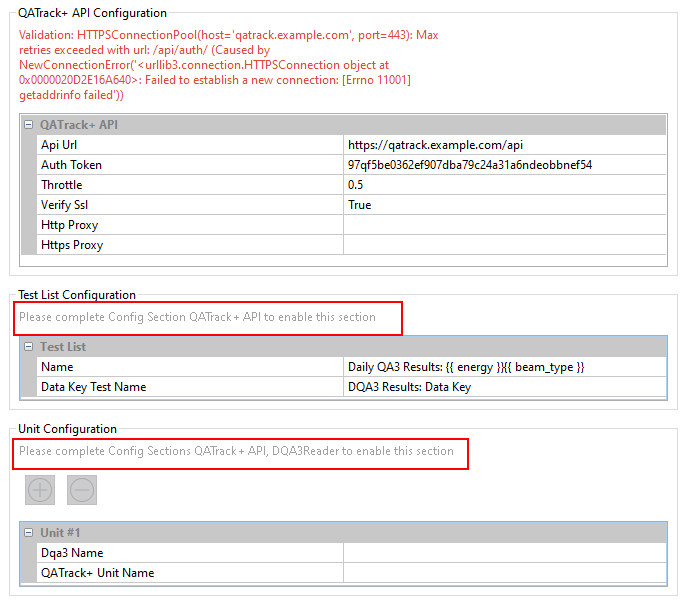 QATrack+ API Configuration
Validation: HTTPSConnectionPool(host='qatrack.example.com', port=443): Max
retries exceeded with url: /api/auth/ (Caused by
NewConnectionError('<urllib3.connection.HTTPSConnection object at
0x0000020D2E16A640>: Failed to establish a new connection: [Errno 11001]
getaddrinfo failed'))
QATrack+ API
Api Url https://qatrack.example.com/api
Auth Token 97qf5be0362ef907dba79c24a31a6ndeobbnef54
Throttle 0.5
Verify Ssl True
Http Proxy
Https Proxy
Test List Configuration
Please complete Config Section QATrack+ API to enable this section
Test List
Name Daily QA3 Results: {{ energy }}{{ beam_type }}
Data Key Test Name DQA3 Results: Data Key
Unit Configuration
Please complete Config Sections QATrack+ API, DQA3Reader to enable this section
Unit #1
Dqa3 Name
QATrack+ Unit Name